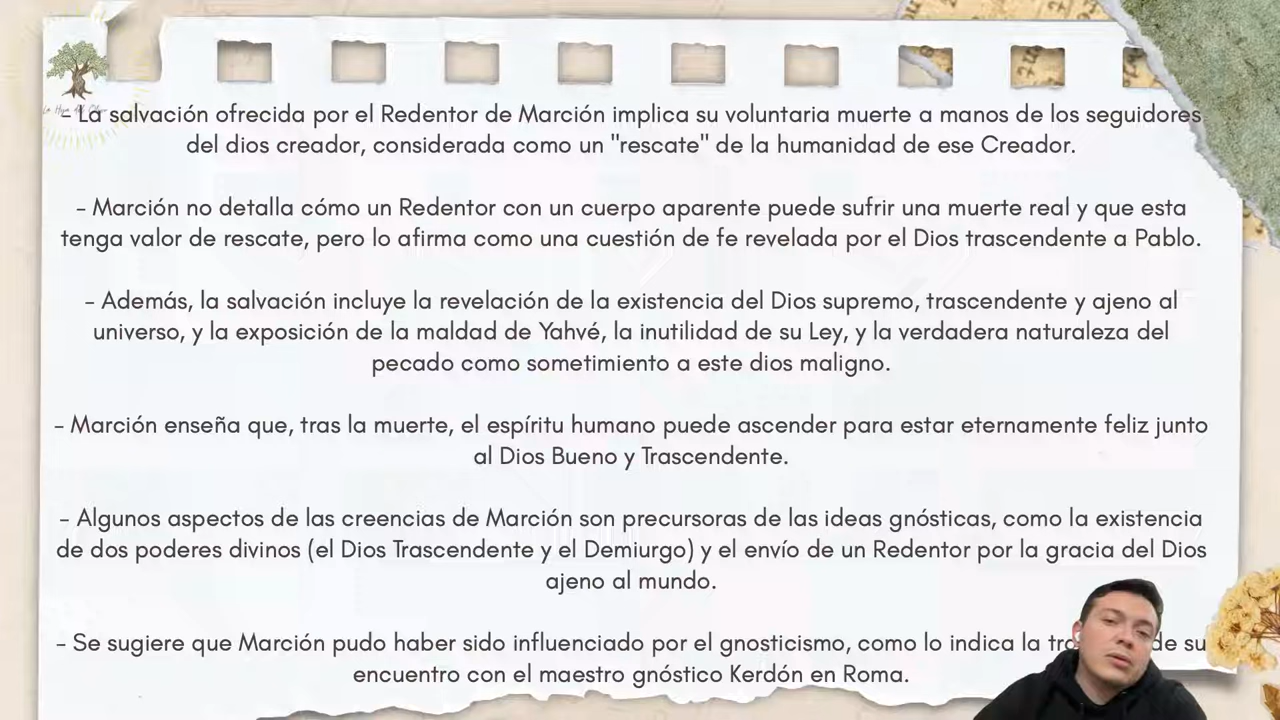 - La salvación ofrecida por el Redentor de Marción implica su voluntaria muerte a manos de los seguidores
del dios creador, considerada como un "rescate" de la humanidad de ese Creador.
- Marción no detalla cómo un Redentor con un cuerpo aparente puede sufrir una muerte real y que esta
tenga valor de rescate, pero lo afirma como una cuestión de fe revelada por el Dios trascendente a Pablo.
- Además, la salvación incluye la revelación de la existencia del Dios supremo, trascendente y ajeno al
universo, y la exposición de la maldad de Yahvé, la inutilidad de su Ley, y la verdadera naturaleza del
pecado como sometimiento a este dios maligno.
- Marción enseña que, tras la muerte, el espíritu humano puede ascender para estar eternamente feliz junto
al Dios Bueno y Trascendente.
- Algunos aspectos de las creencias de Marción son precursoras de las ideas gnósticas, como la existencia
de dos poderes divinos (el Dios Trascendente y el Demiurgo) y el envío de un Redentor por la gracia del Dios
ajeno al mundo.
- Se sugiere que Marción pudo haber sido influenciado por el gnosticismo, como lo indica la de su
encuentro con el maestro gnóstico Kerdón en Roma.